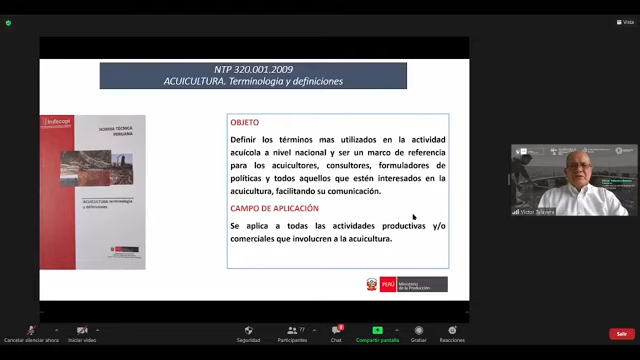 Vista
NTP 320.001.2009
ACUICULTURA. Terminología y definiciones
Indecopi
NORMA TÉCNICA
PERUANA
ACUICULTURA Terminología
y definiciones.
OBJETO
Definir los términos mas utilizados en la actividad
acuícola a nivel nacional y ser un marco de referencia
para los acuicultores, consultores, formuladores de
políticas y todos aquellos que estén interesados en la
acuicultura, facilitando su comunicación.
CAMPO DE APLICACIÓN
Se aplica a todas las actividades productivas y/o
comerciales que involucren a la acuicultura.
PERÚ
Ministerio
de la Producción
Victor Talavera
Cancelar silenciar ahora
Iniciar video
Seguridad
77
Participantes
Chat
Compartir pantalla
Grabar
Reacciones
Salir